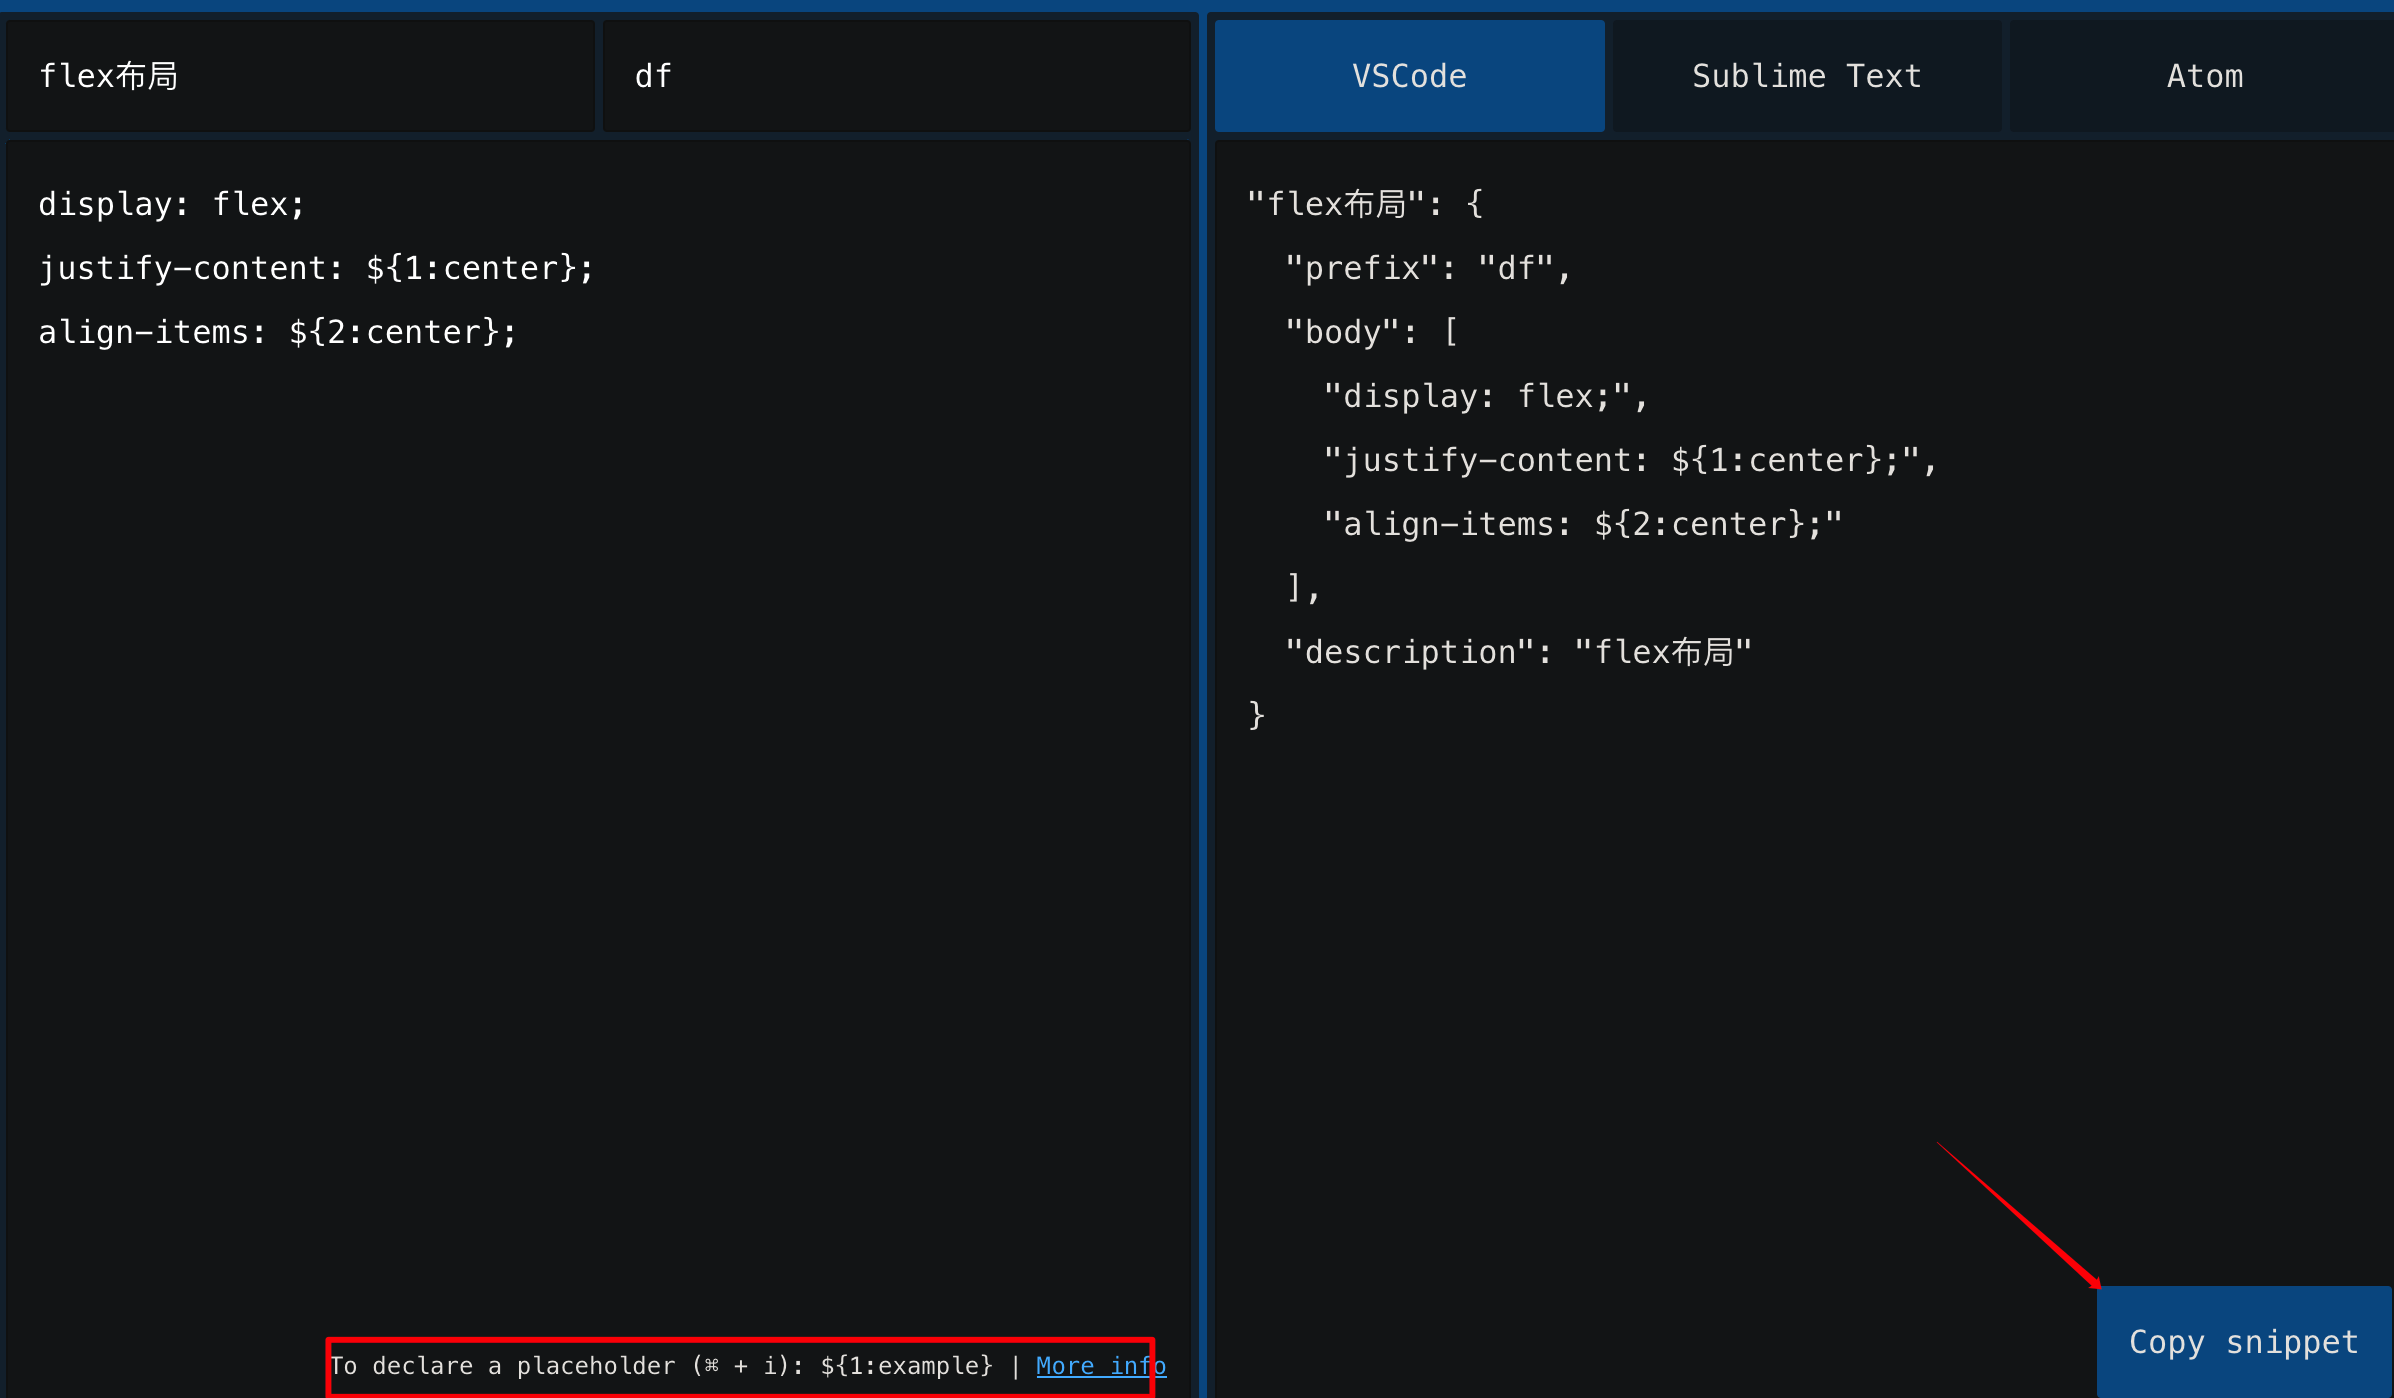 flex布局
df
display: flex;
justify-content: ${1:center};
align-items: ${2:center};
To declare a placeholder (⌘ + i): ${1:example} | More info
VSCode
Sublime Text
Atom
"flex布局": {
  "prefix": "df",
  "body": [
    "display: flex;",
    "justify-content: ${1:center};",
    "align-items: ${2:center};"
  ],
  "description": "flex布局"
}
Copy snippet